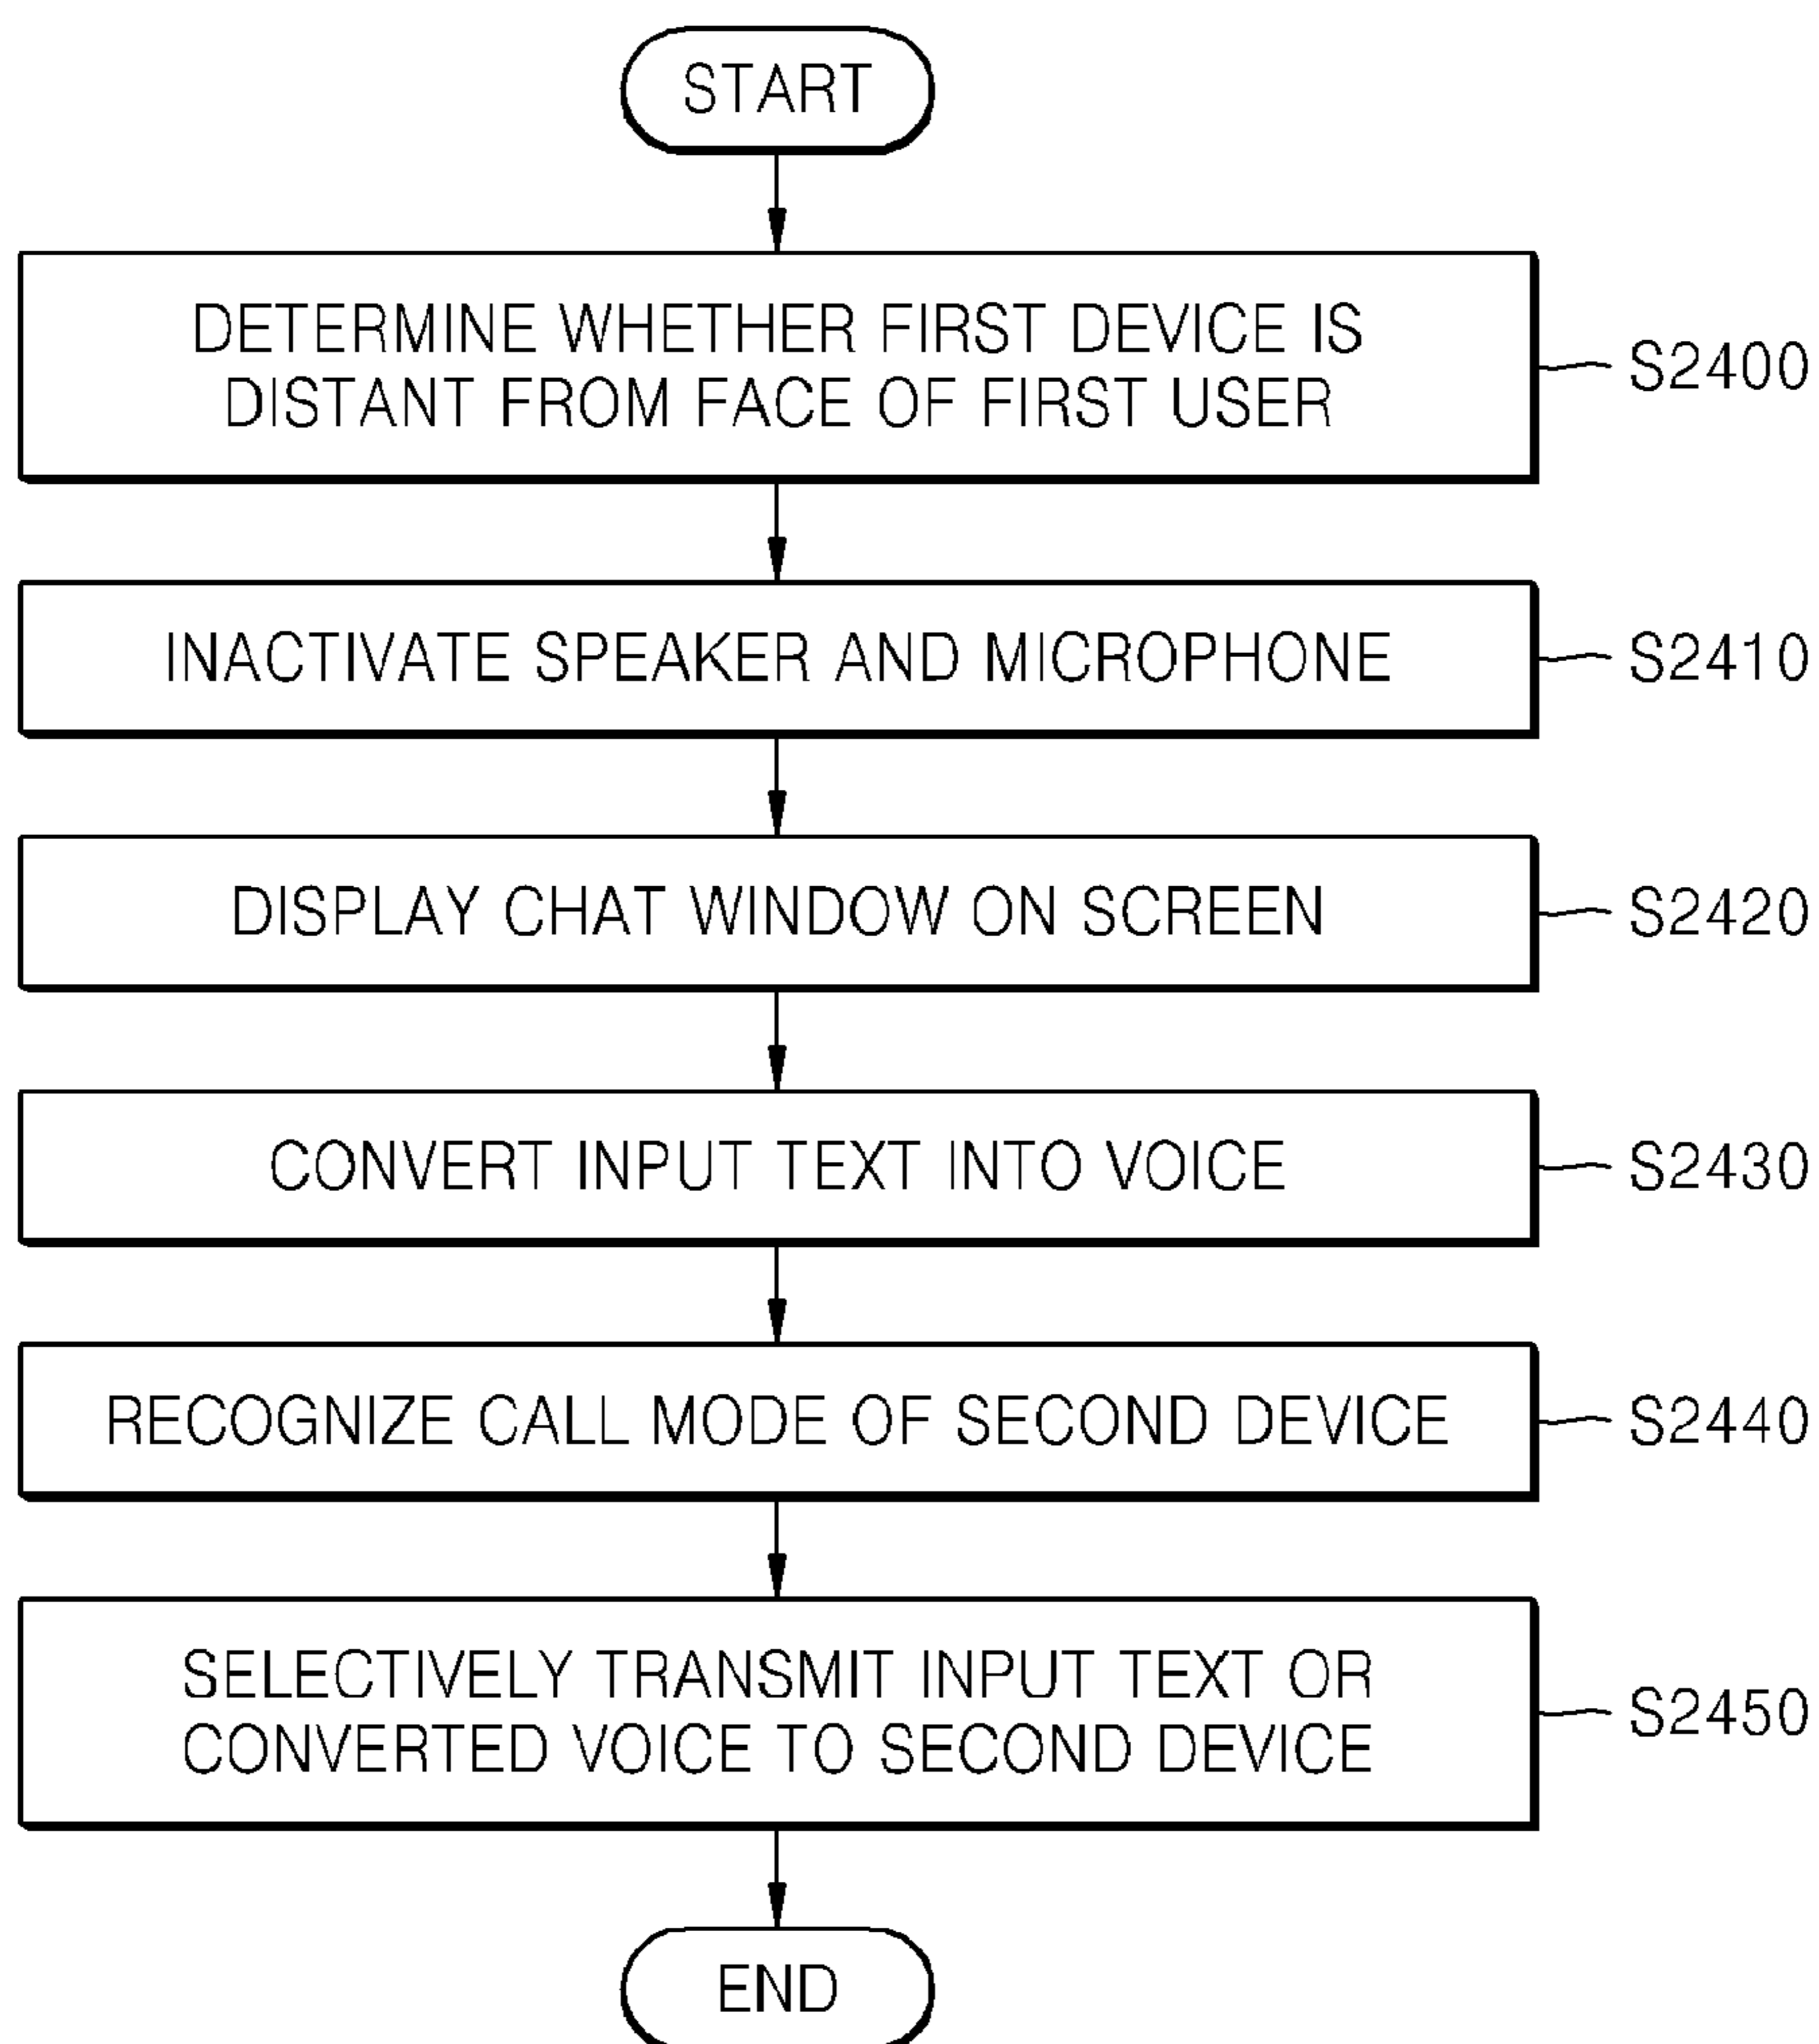 START
DETERMINE WHETHER FIRST DEVICE IS
DISTANT FROM FACE OF FIRST USER
S2400
INACTIVATE SPEAKER AND MICROPHONE
S2410
DISPLAY CHAT WINDOW ON SCREEN
S2420
CONVERT INPUT TEXT INTO VOICE
S2430
RECOGNIZE CALL MODE OF SECOND DEVICE
S2440
SELECTIVELY TRANSMIT INPUT TEXT OR
CONVERTED VOICE TO SECOND DEVICE
S2450
END